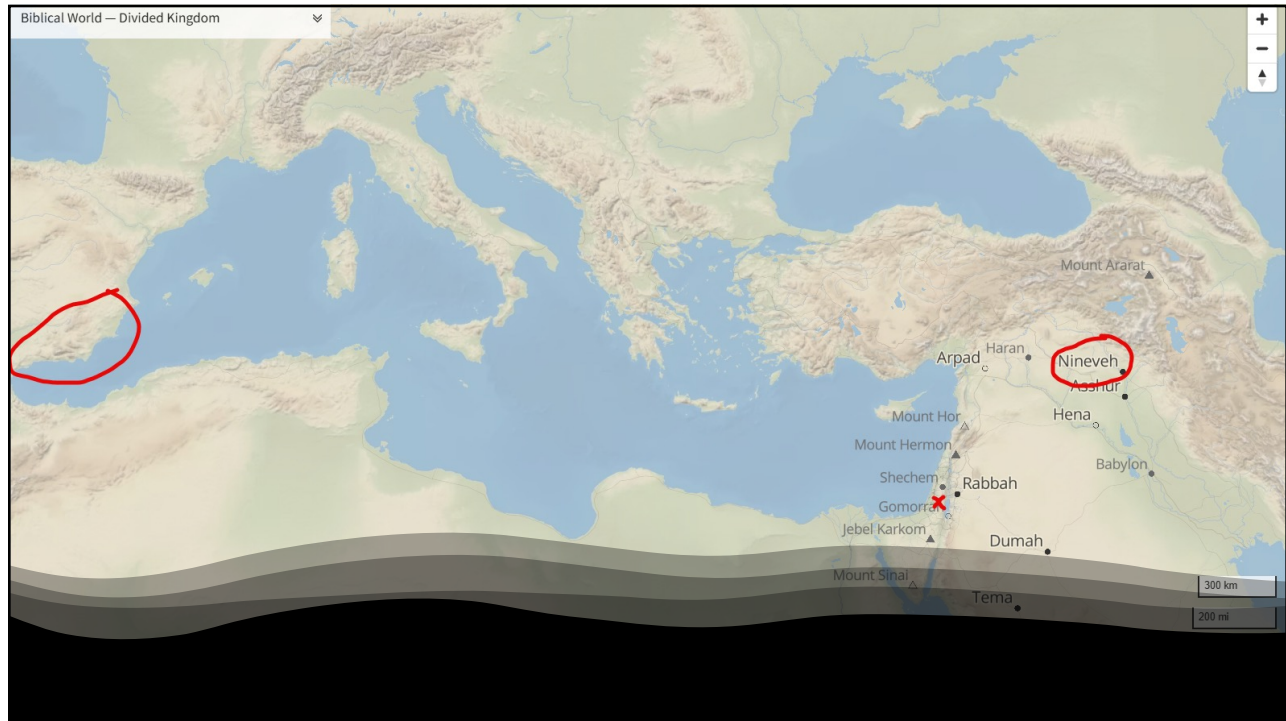 Biblical World — Divided Kingdom
+
−
Mount Ararat
Haran
Arpad
Nineveh
Asshur
Mount Hor
Hena
Mount Hermon
Babylon
Shechem
Rabbah
Jebel Karkom
Dumah
Mount Sinai
300 km
Tema
200 mi